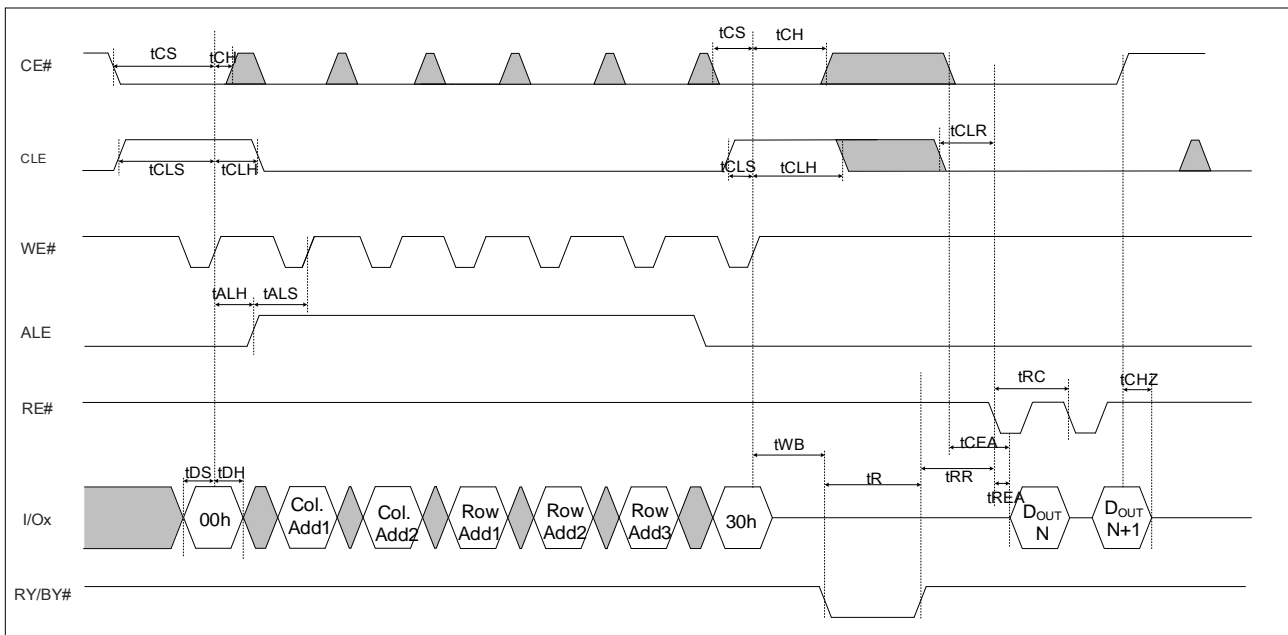 tCS
tCH
tCS
tCH
CE#
tCLR
CLE
tCLS
tCLH
tCLS
tCLH
WE#
tALH
tALS
ALE
tRC
tCHZ
RE#
tCEA
tWB
tDS
tDH
tR
tRR
tREA
I/Ox
00h
Col.
Add1
Col.
Add2
Row
Add1
Row
Add2
Row
Add3
30h
DOUT
N
DOUT
N+1
RY/BY#